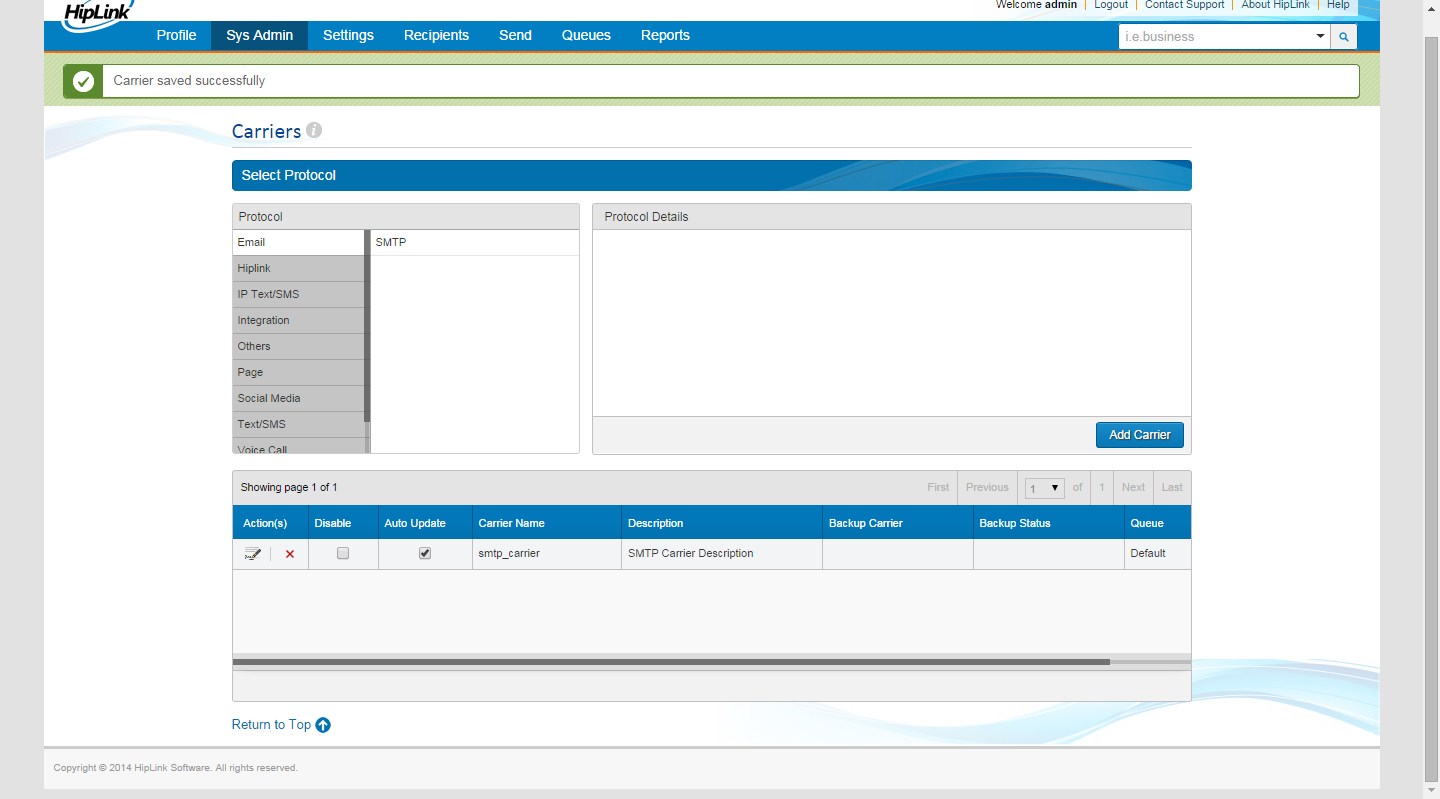 HipLink
Welcome admin | Logout | Contact Support | About HipLink | Help
Profile Sys Admin Settings Recipients Send Queues Reports i.e.business
Carrier saved successfully
Carriers i
Select Protocol
Protocol Protocol Details
Email SMTP
Hiplink
IP Text/SMS
Integration
Others
Page
Social Media
Text/SMS
Voice Call
Add Carrier
Showing page 1 of 1 First Previous 1 of 1 Next Last
Action(s) Disable Auto Update Carrier Name Description Backup Carrier Backup Status Queue
smtp_carrier SMTP Carrier Description Default
Return to Top
Copyright © 2014 HipLink Software. All rights reserved.